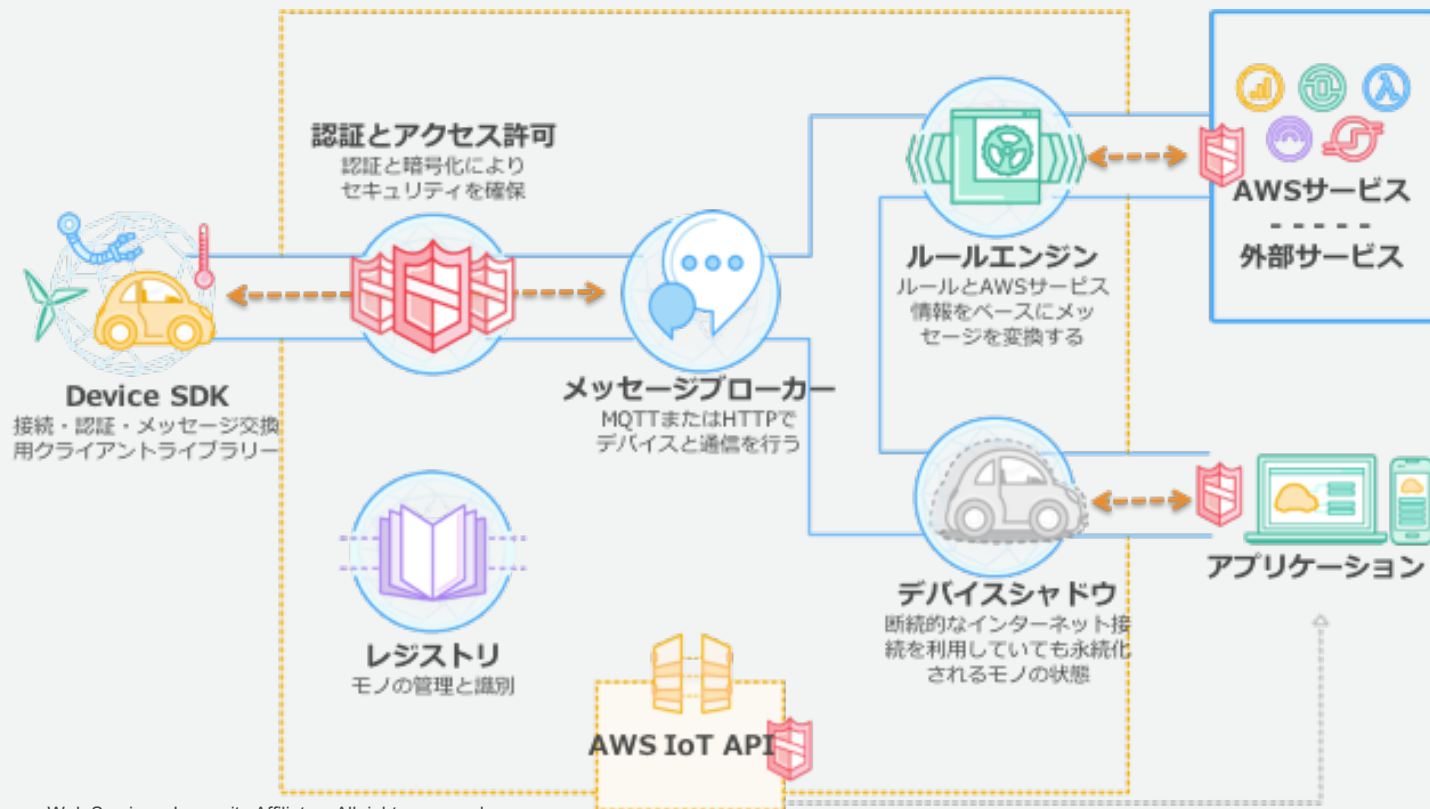 認証とアクセス許可
認証と暗号化により
セキュリティを確保
Device SDK
接続・認証・メッセージ交換
用クライアントライブラリー
メッセージブローカー
MQTTまたはHTTPで
デバイスと通信を行う
ルールエンジン
ルールとAWSサービス
情報をベースにメッ
セージを変換する
AWSサービス
-----
外部サービス
レジストリ
モノの管理と識別
デバイスシャドウ
断続的なインターネット接
続を利用していても永続化
されるモノの状態
アプリケーション
AWS IoT API